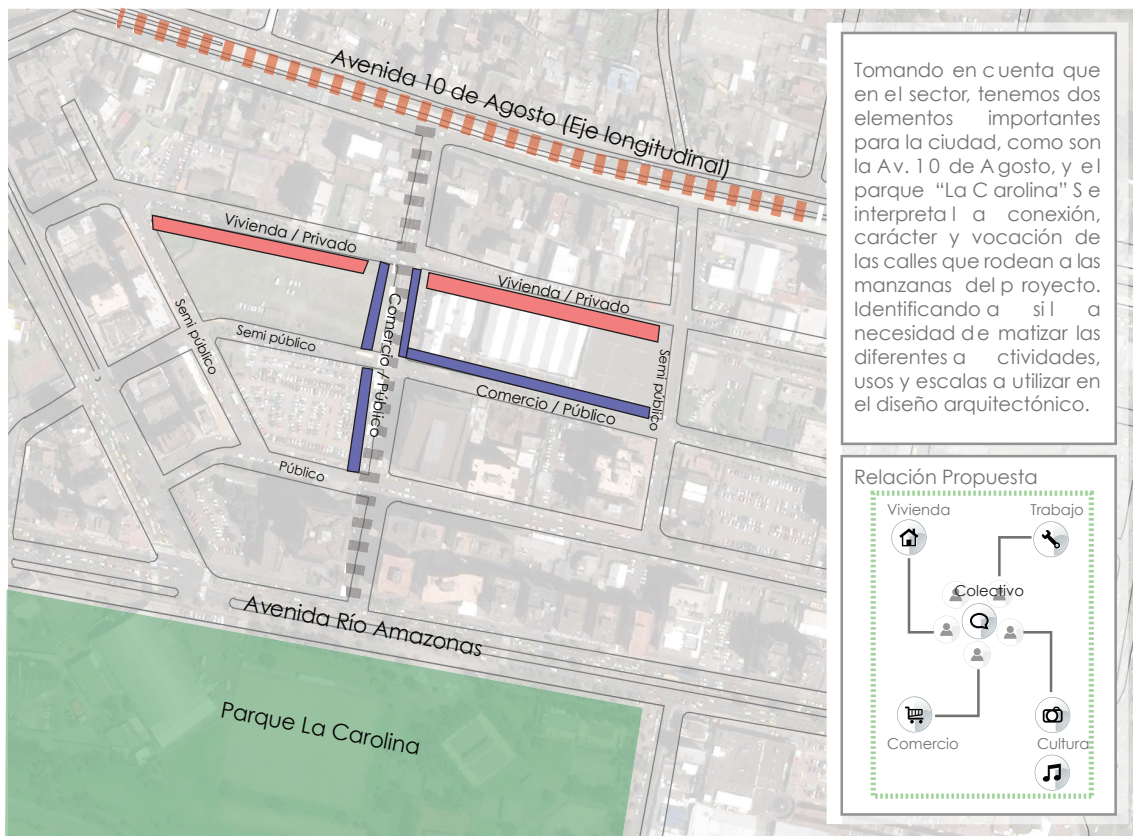 Avenida 10 de Agosto (Eje longitudinal)
Vivienda / Privado
Vivienda / Privado
Comercio / Público
Semi público
Semi público
Semi público
Comercio / Público
Público
Avenida Río Amazonas
Parque La Carolina
Tomando en cuenta que
en el sector, tenemos dos
elementos importantes
para la ciudad, como son
la Av. 10 de Agosto, y el
parque “La C arolina” S e
interpreta l a conexión,
carácter y vocación de
las calles que rodean a las
manzanas del p royecto.
Identificando a si l a
necesidad de matizar las
diferentes a ctividades,
usos y escalas a utilizar en
el diseño arquitectónico.
Relación Propuesta
Vivienda
Trabajo
Colectivo
Comercio
Cultura